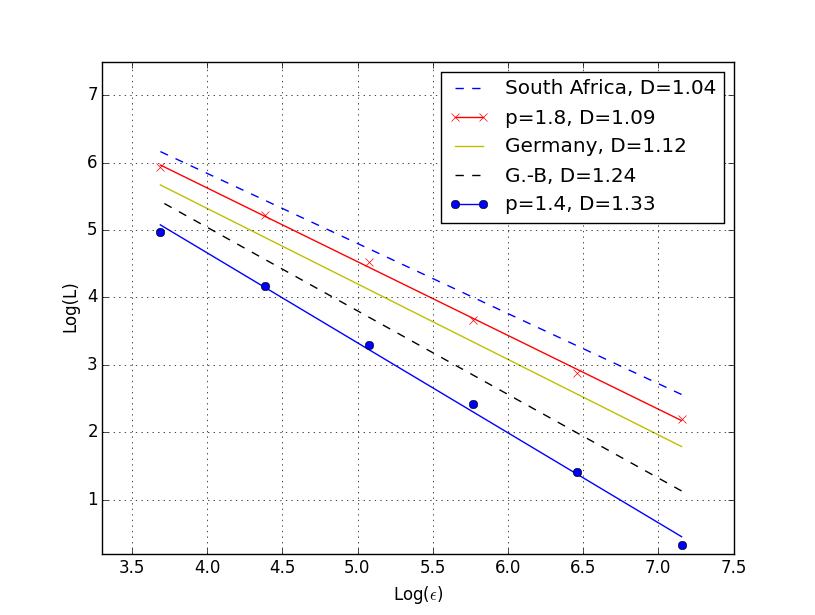 South Africa, D=1.04
p=1.8, D=1.09
Germany, D=1.12
G.-B, D=1.24
p=1.4, D=1.33
7
6
5
4
3
2
1
Log(L)
3.5 4.0 4.5 5.0 5.5 6.0 6.5 7.0 7.5
Log(ϵ)